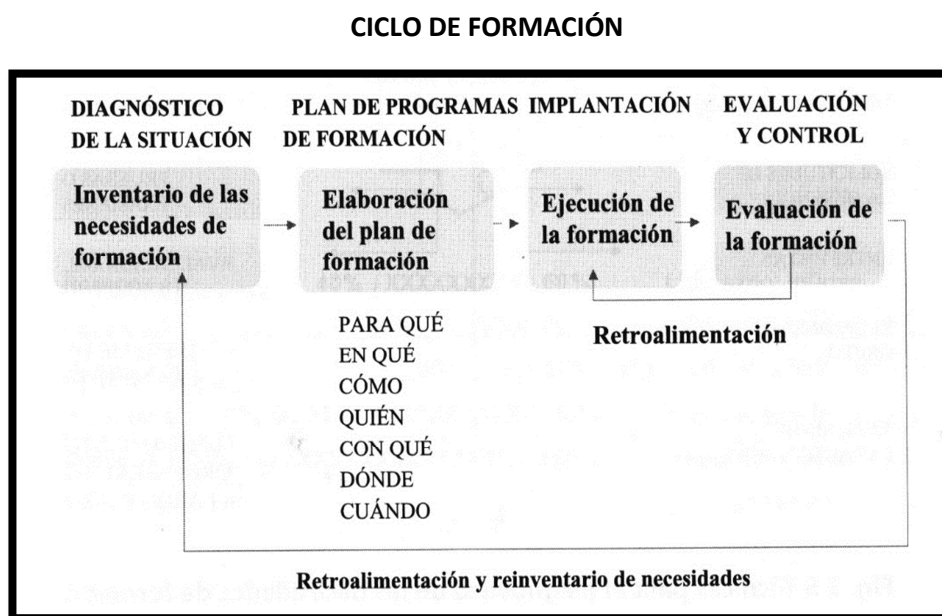 CICLO DE FORMACIÓN
DIAGNÓSTICO
DE LA SITUACIÓN
PLAN DE PROGRAMAS
DE FORMACIÓN
IMPLANTACIÓN
EVALUACIÓN
Y CONTROL
Inventario de las
necesidades de
formación
Elaboración
del plan de
formación
Ejecución de
la formación
Evaluación de
la formación
PARA QUÉ
EN QUÉ
CÓMO
QUIÉN
CON QUÉ
DÓNDE
CUÁNDO
Retroalimentación
Retroalimentación y reinventario de necesidades